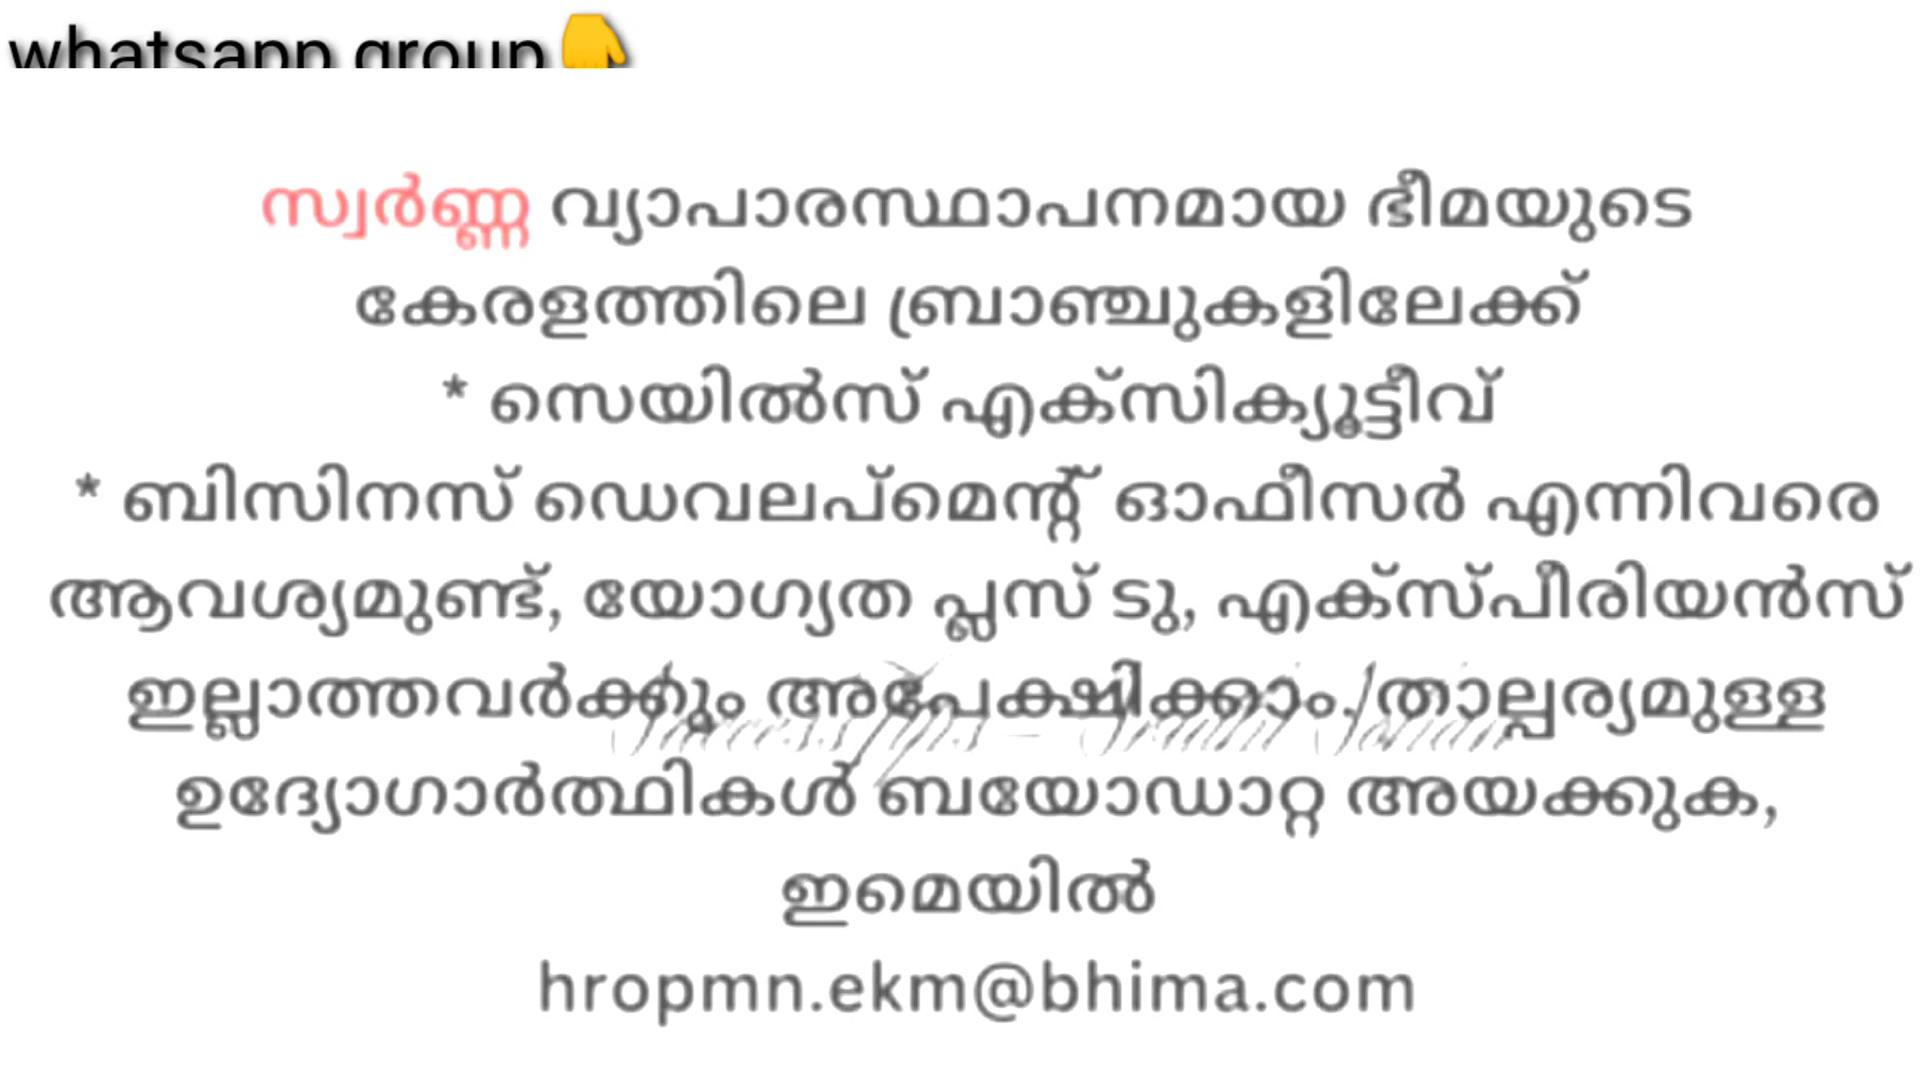 whatsapp group👇
സ്വർണ്ണ വ്യാപാരസ്ഥാപനമായ ഭീമയുടെ
കേരളത്തിലെ ബ്രാഞ്ചുകളിലേക്ക്
* സെയിൽസ് എക്സിക്യൂട്ടീവ്
* ബിസിനസ് ഡെവലപ്മെന്റ് ഓഫീസർ എന്നിവരെ
ആവശ്യമുണ്ട്, യോഗ്യത പ്ലസ് ടു, എക്സ്പീരിയൻസ്
ഇല്ലാത്തവർക്കും അപേക്ഷിക്കാം. താല്പര്യമുള്ള
ഉദ്യോഗാർത്ഥികൾ ബയോഡാറ്റ അയക്കുക,
ഇമെയിൽ
hropmn.ekm@bhima.com